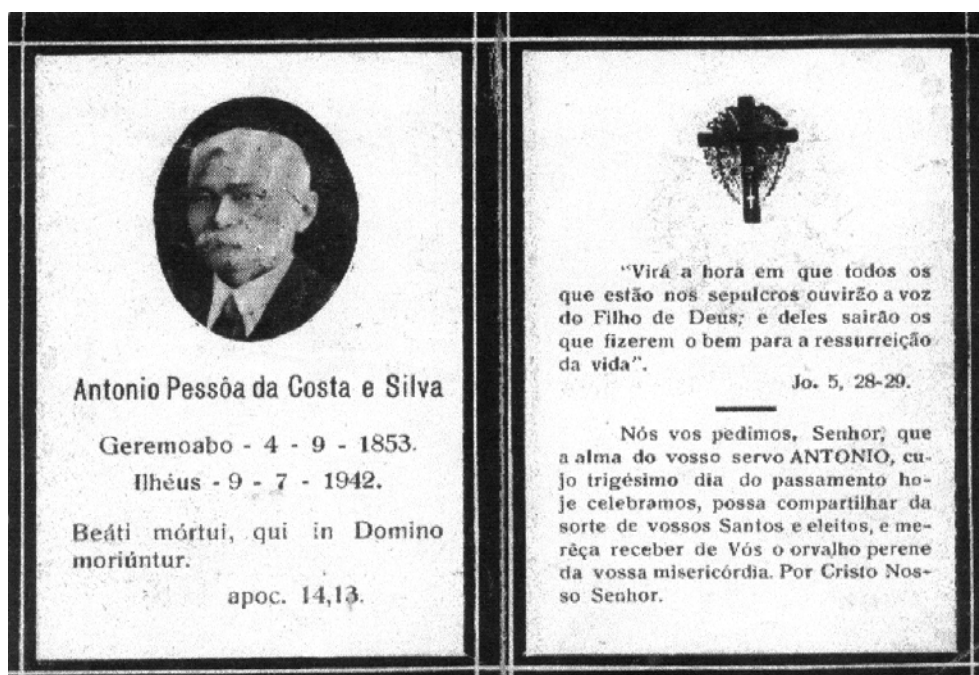 Antonio Pessôa da Costa e Silva
Geremoabo - 4 - 9 - 1853.
Ilhéus - 9 - 7 - 1942.
Beáti mórtui, qui in Domino
moriúntur.
apoc. 14,13.
"Virá a hora em que todos os
que estão nos sepulcros ouvirão a voz
do Filho de Deus; e deles sairão os
que fizerem o bem para a ressurreição
da vida".
Jo. 5, 28-29.
Nós vos pedimos, Senhor, que
a alma do vosso servo ANTONIO, cu-
jo trigésimo dia do passamento ho-
je celebramos, possa compartilhar da
sorte de vossos Santos e eleitos, e me-
rêça receber de Vós o orvalho perene
da vossa misericórdia. Por Cristo Nos-
so Senhor.